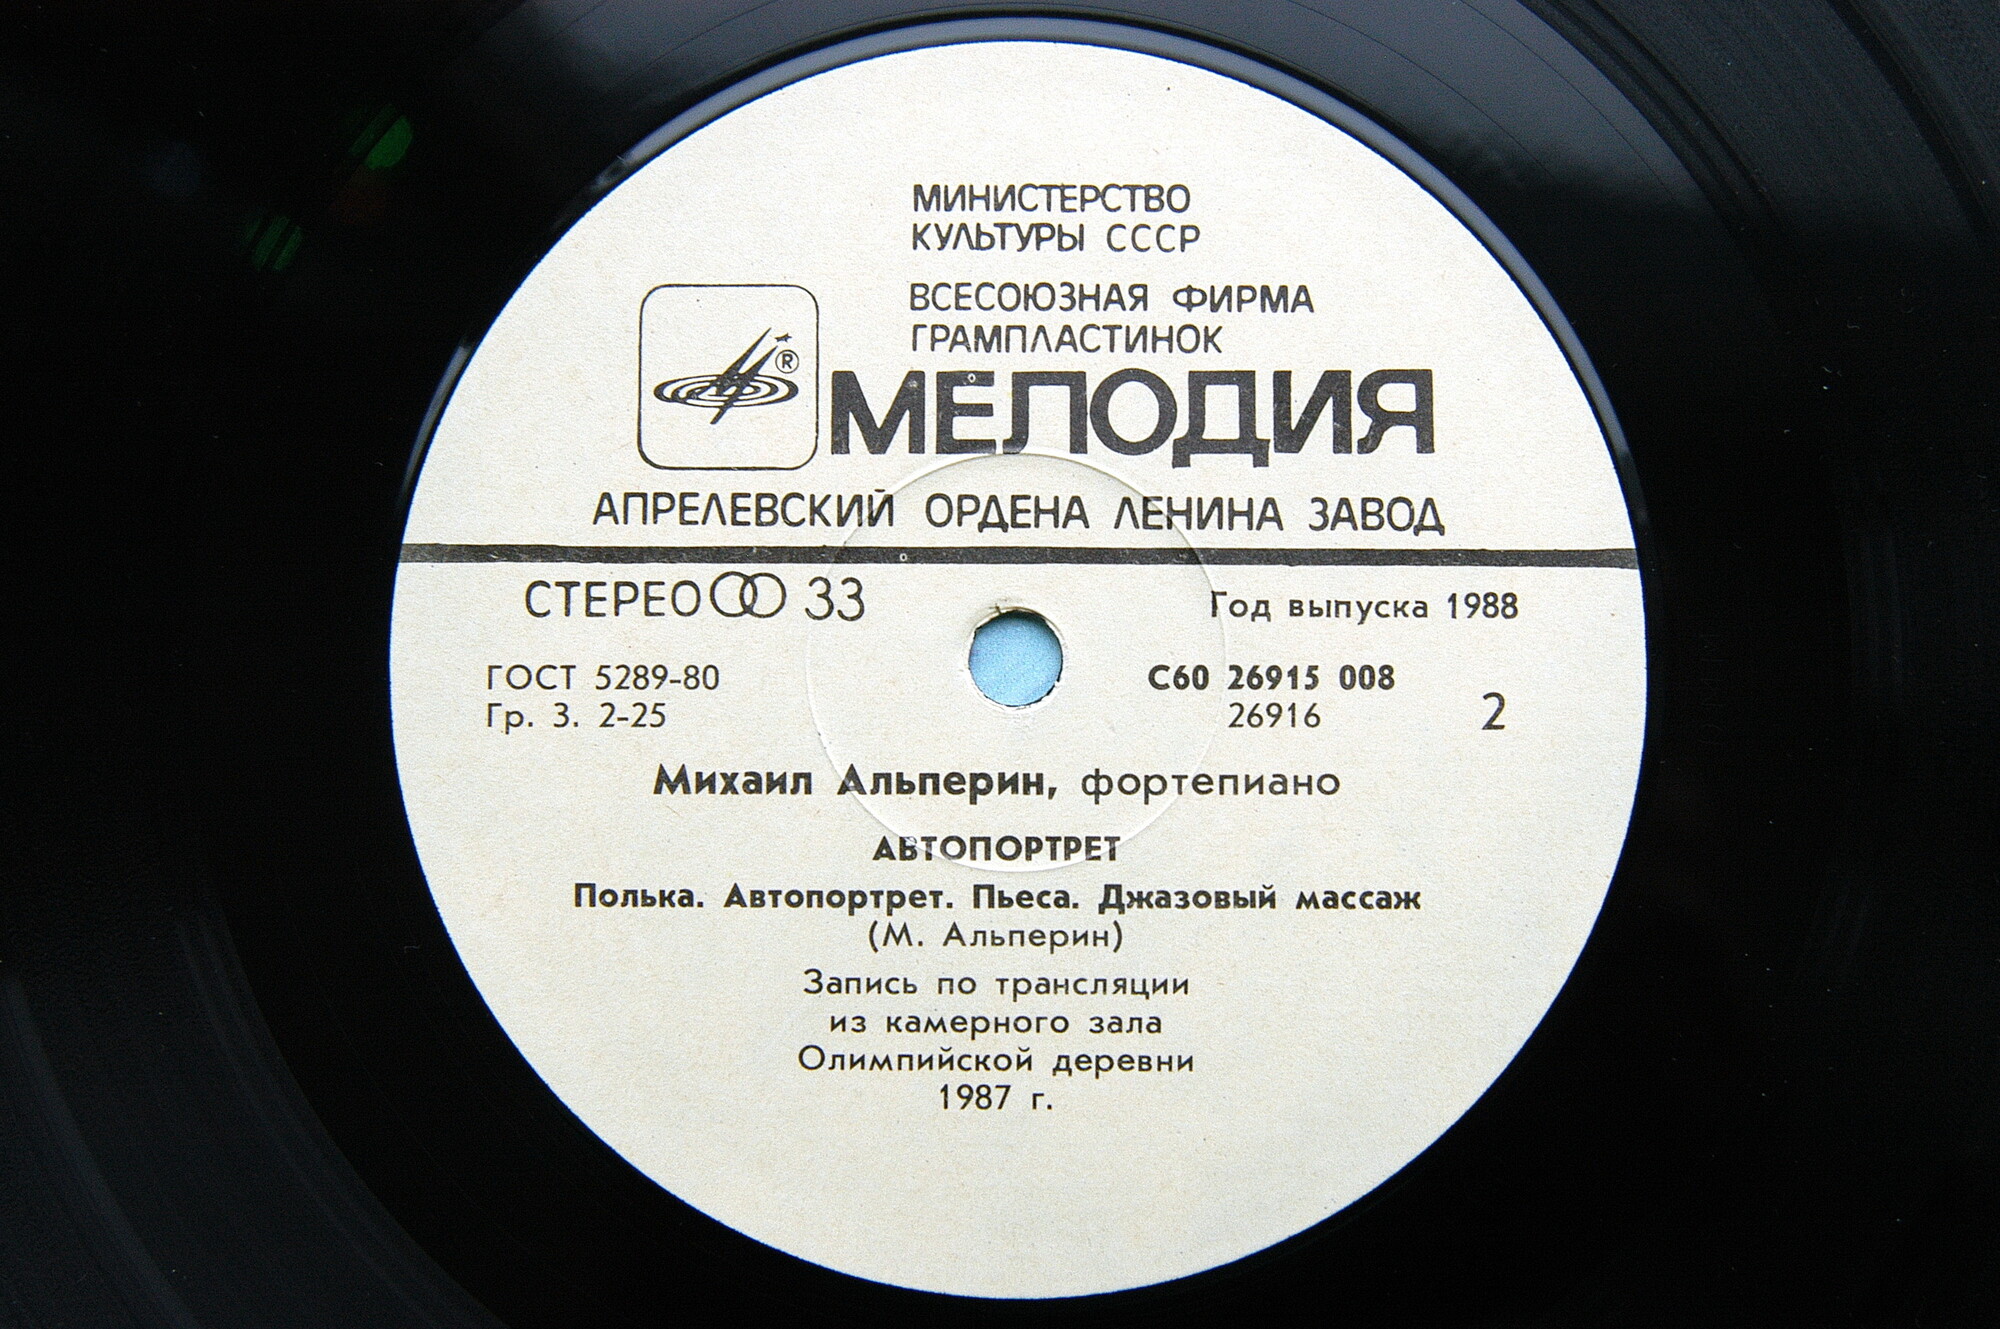 МИНИСТЕРСТВО
КУЛЬТУРЫ СССР
ВСЕСОЮЗНАЯ ФИРМА
ГРАМПЛАСТИНОК
®
МЕЛОДИЯ
АПРЕЛЕВСКИЙ ОРДЕНА ЛЕНИНА ЗАВОД
СТЕРЕО 33
Год выпуска 1988
ГОСТ 5289-80
Гр. 3. 2-25
С60 26915 008
26916
2
Михаил Альперин, фортепиано
АВТОПОРТРЕТ
Полька. Автопортрет. Пьеса. Джазовый массаж
(М. Альперин)
Запись по трансляции
из камерного зала
Олимпийской деревни
1987 г.